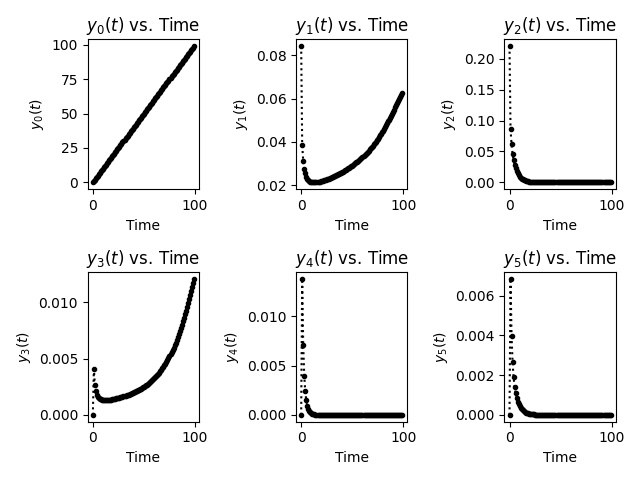 y₀(t) vs. Time
y₁(t) vs. Time
y₂(t) vs. Time
100
75
50
25
0
y₀(t)
0
100
Time
0.08
0.06
0.04
0.02
y₁(t)
0
100
Time
0.20
0.15
0.10
0.05
0.00
y₂(t)
0
100
Time
y₃(t) vs. Time
y₄(t) vs. Time
y₅(t) vs. Time
0.010
0.005
0.000
y₃(t)
0
100
Time
0.010
0.005
0.000
y₄(t)
0
100
Time
0.006
0.004
0.002
0.000
y₅(t)
0
100
Time